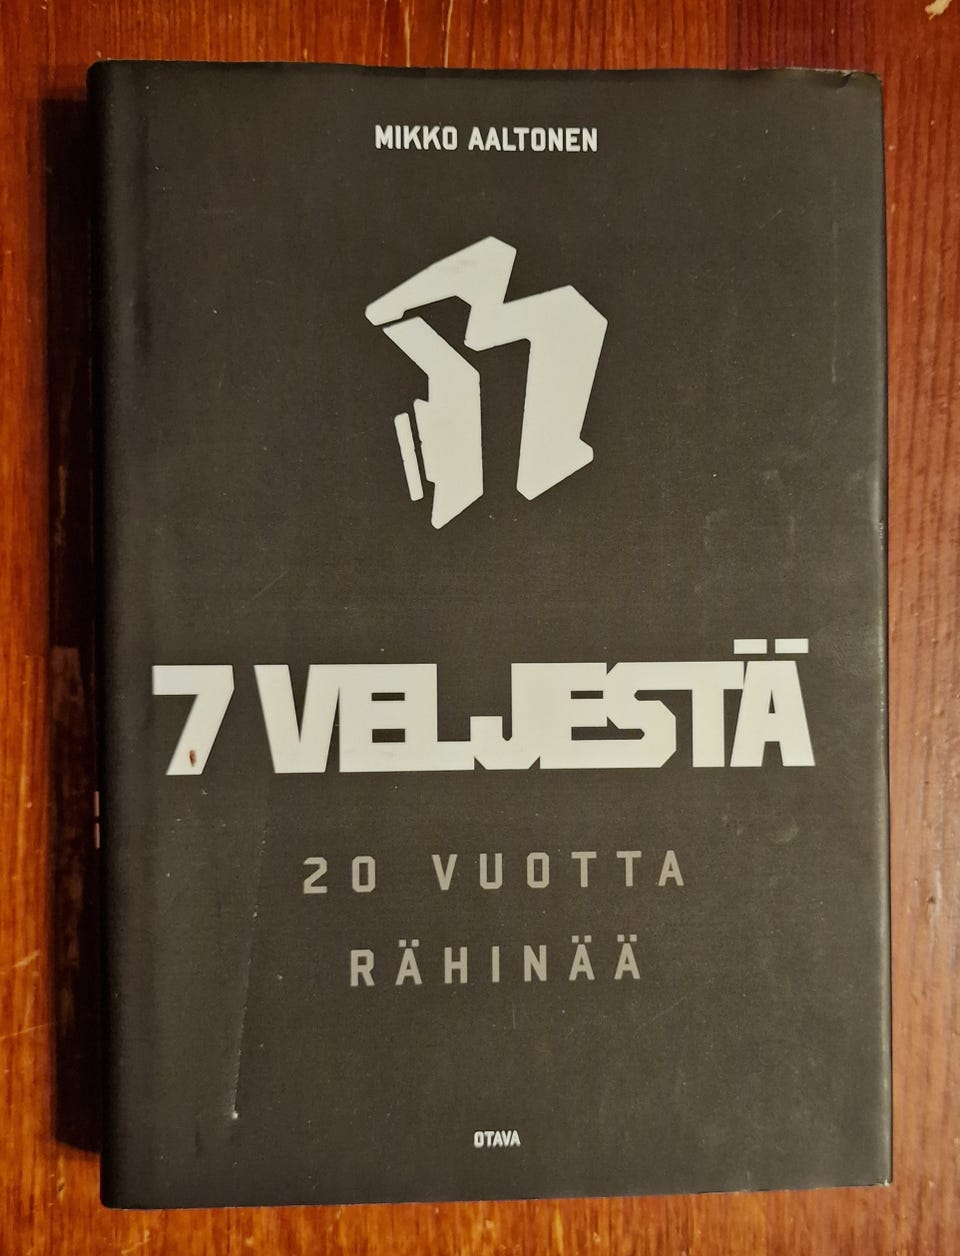 MIKKO AALTONEN
7 VELJESTÄ
20 VUOTTA
RÄHINÄÄ
OTAVA